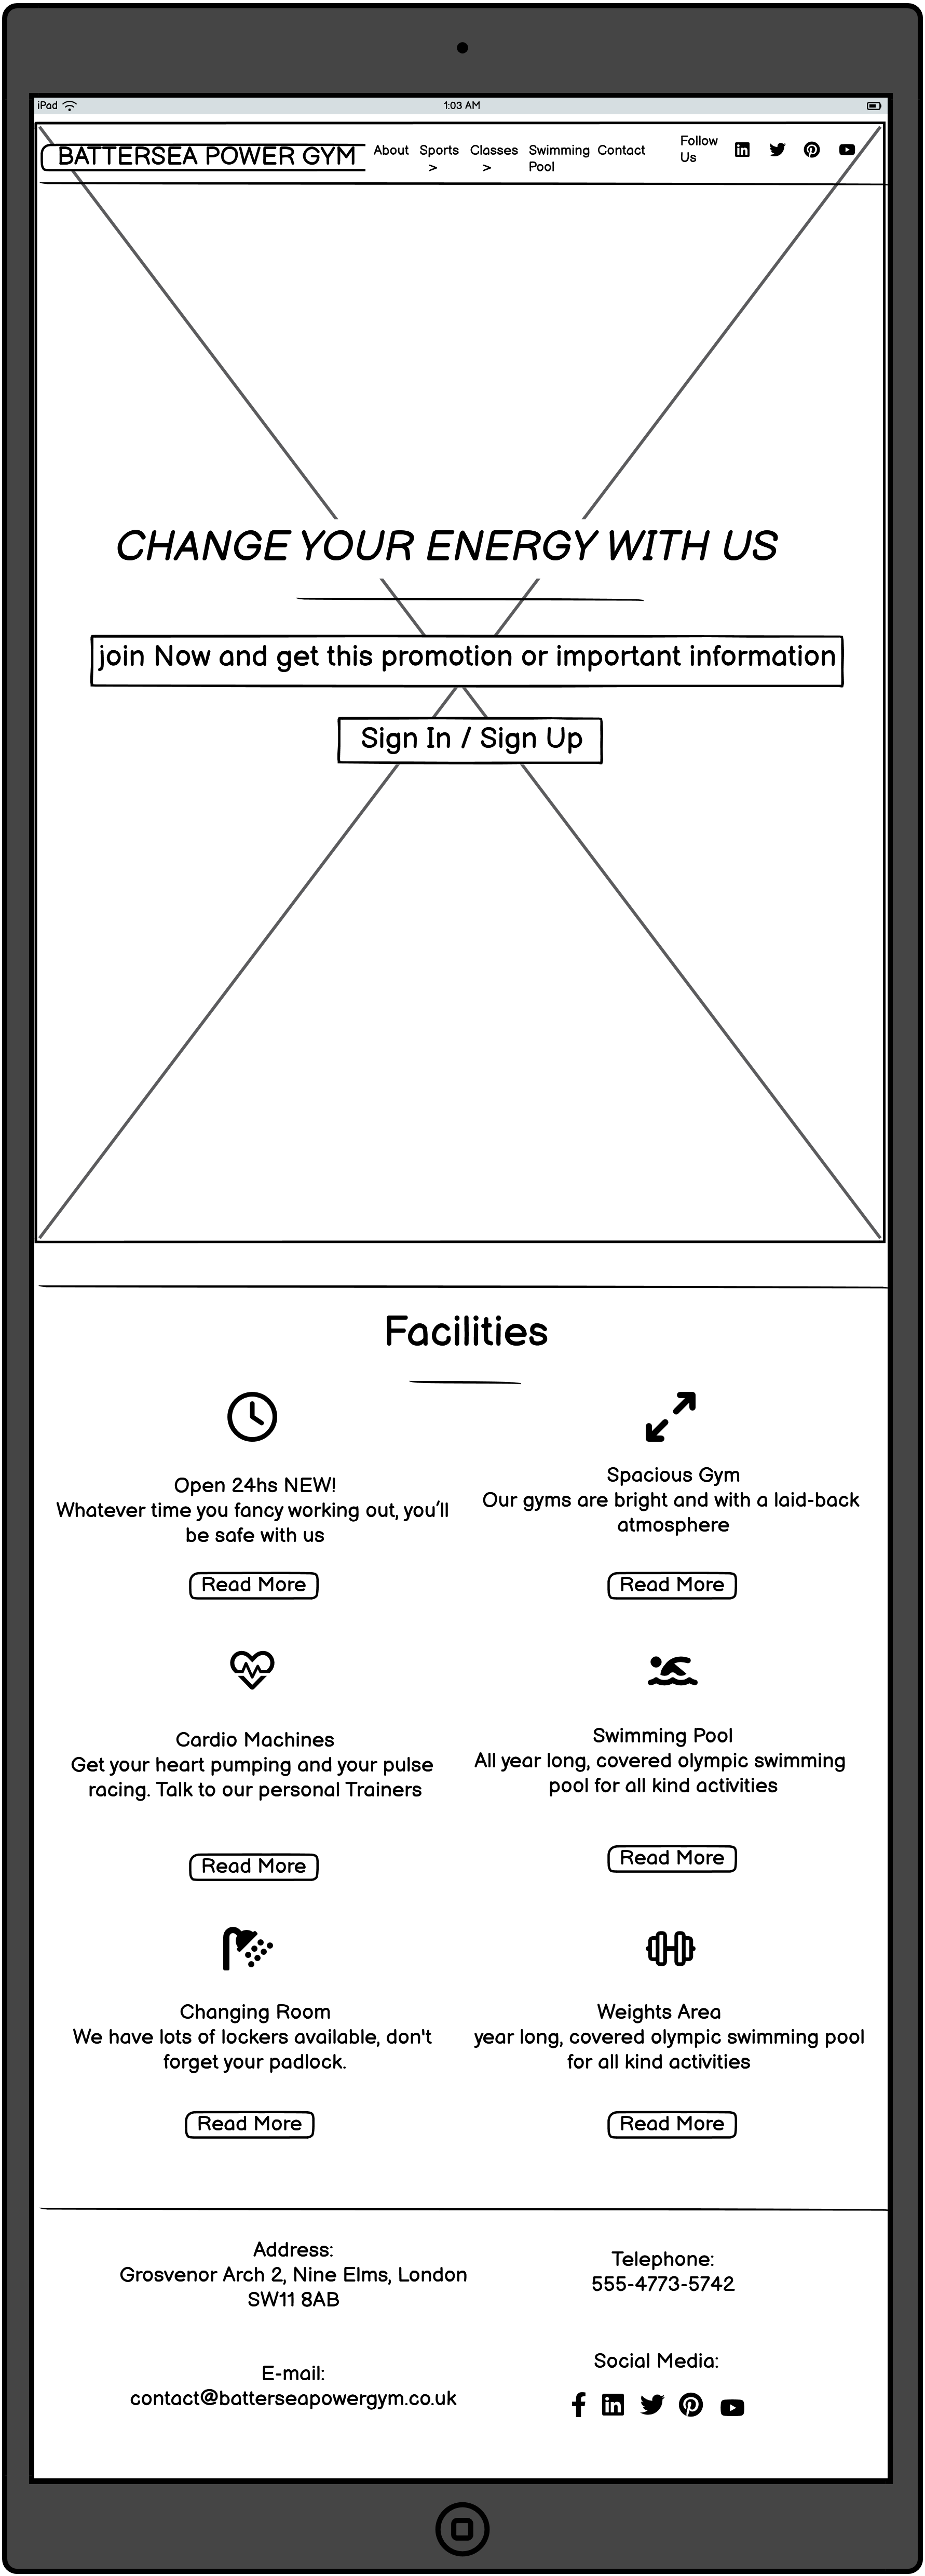 iPad
1:03 AM
BATTERSEA POWER GYM
About
Sports
>
Classes
>
Swimming
Pool
Contact
Follow
Us
CHANGE YOUR ENERGY WITH US
join Now and get this promotion or important information
Sign In / Sign Up
Facilities
Open 24hs NEW!
Whatever time you fancy working out, you'll
be safe with us
Read More
Spacious Gym
Our gyms are bright and with a laid-back
atmosphere
Read More
Cardio Machines
Get your heart pumping and your pulse
racing. Talk to our personal Trainers
Read More
Swimming Pool
All year long, covered olympic swimming
pool for all kind activities
Read More
Changing Room
We have lots of lockers available, don't
forget your padlock.
Read More
Weights Area
year long, covered olympic swimming pool
for all kind activities
Read More
Address:
Grosvenor Arch 2, Nine Elms, London
SW11 8AB
Telephone:
555-4773-5742
E-mail:
contact@batterseapowergym.co.uk
Social Media: